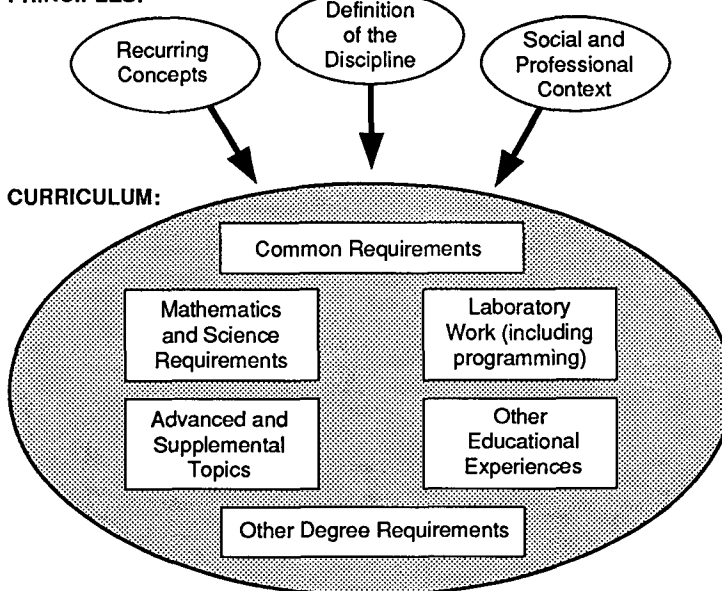 PRINCIPLES:
Definition
of the
Discipline
Recurring
Concepts
Social and
Professional
Context
CURRICULUM:
Common Requirements
Mathematics
and Science
Requirements
Laboratory
Work (including
programming)
Advanced and
Supplemental
Topics
Other
Educational
Experiences
Other Degree Requirements